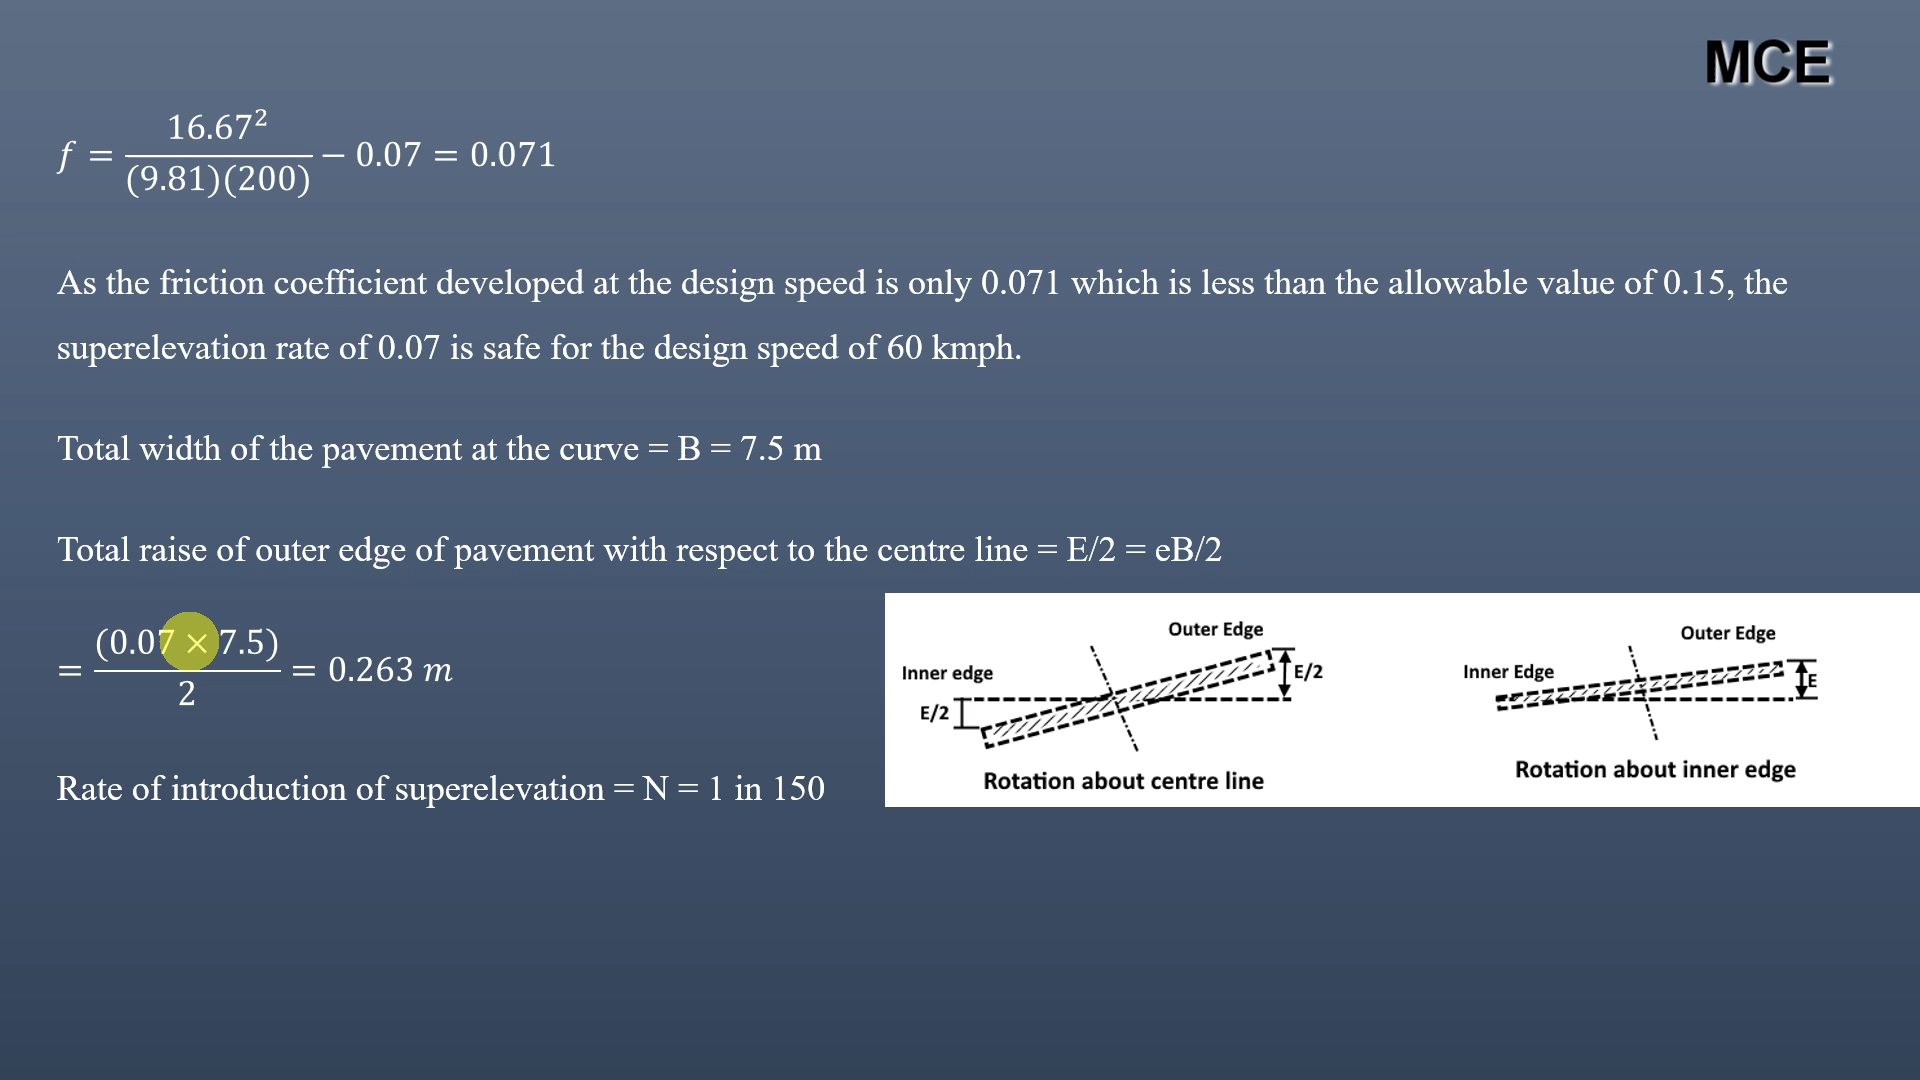 MCE
f = 16.67² / (9.81)(200) − 0.07 = 0.071
As the friction coefficient developed at the design speed is only 0.071 which is less than the allowable value of 0.15, the
superelevation rate of 0.07 is safe for the design speed of 60 kmph.
Total width of the pavement at the curve = B = 7.5 m
Total raise of outer edge of pavement with respect to the centre line = E/2 = eB/2
= (0.07 × 7.5) / 2 = 0.263 m
Rate of introduction of superelevation = N = 1 in 150
Outer Edge
Inner edge
E/2
E/2
Rotation about centre line
Outer Edge
Inner Edge
E
Rotation about inner edge